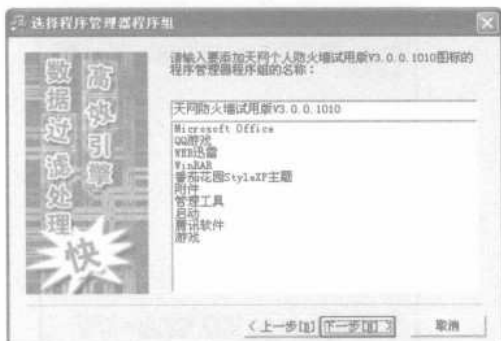 选择程序管理器程序组
高效引擎
数据过滤处理
快
请输入要添加天网个人防火墙试用版V3.0.0.1010图标的
程序管理器程序组的名称：
天网防火墙试用版V3.0.0.1010
Microsoft Office
QQ游戏
WEB迅雷
WinRAR
番茄花园StyleXP主题
附件
管理工具
启动
腾讯软件
游戏
< 上一步[B]
下一步[N] >
取消